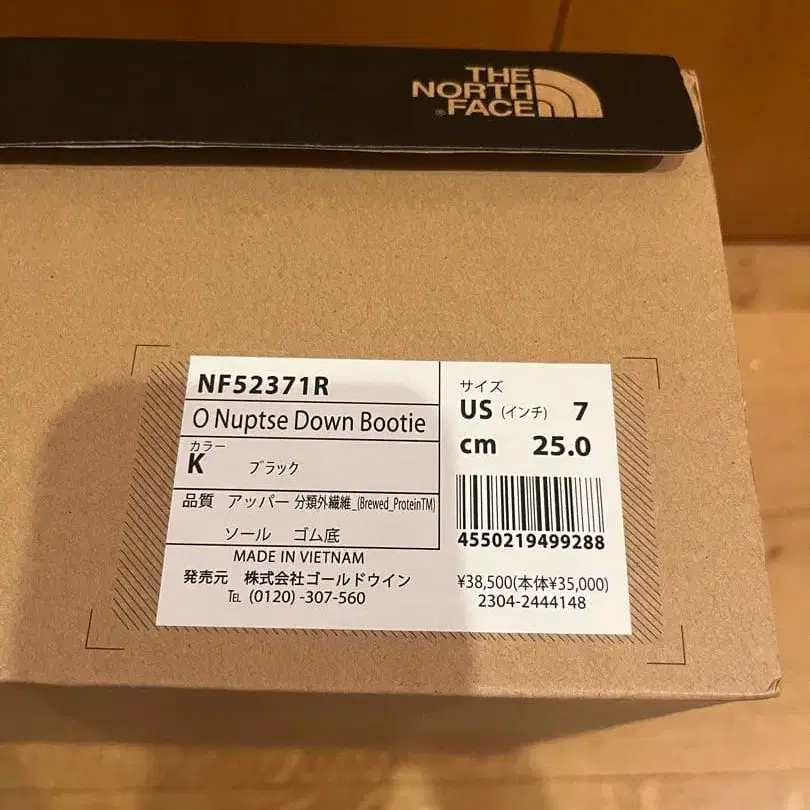 THE
NORTH
FACE
®
NF52371R
O Nuptse Down Bootie
カラー
K ブラック
品質 アッパー 分類外繊維_(Brewed_ProteinTM)
ソール ゴム底
MADE IN VIETNAM
発売元 株式会社ゴールドウイン
℡ (0120) -307-560
サイズ
US (インチ) 7
cm 25.0
4550219499288
¥38,500(本体¥35,000)
2304-2444148